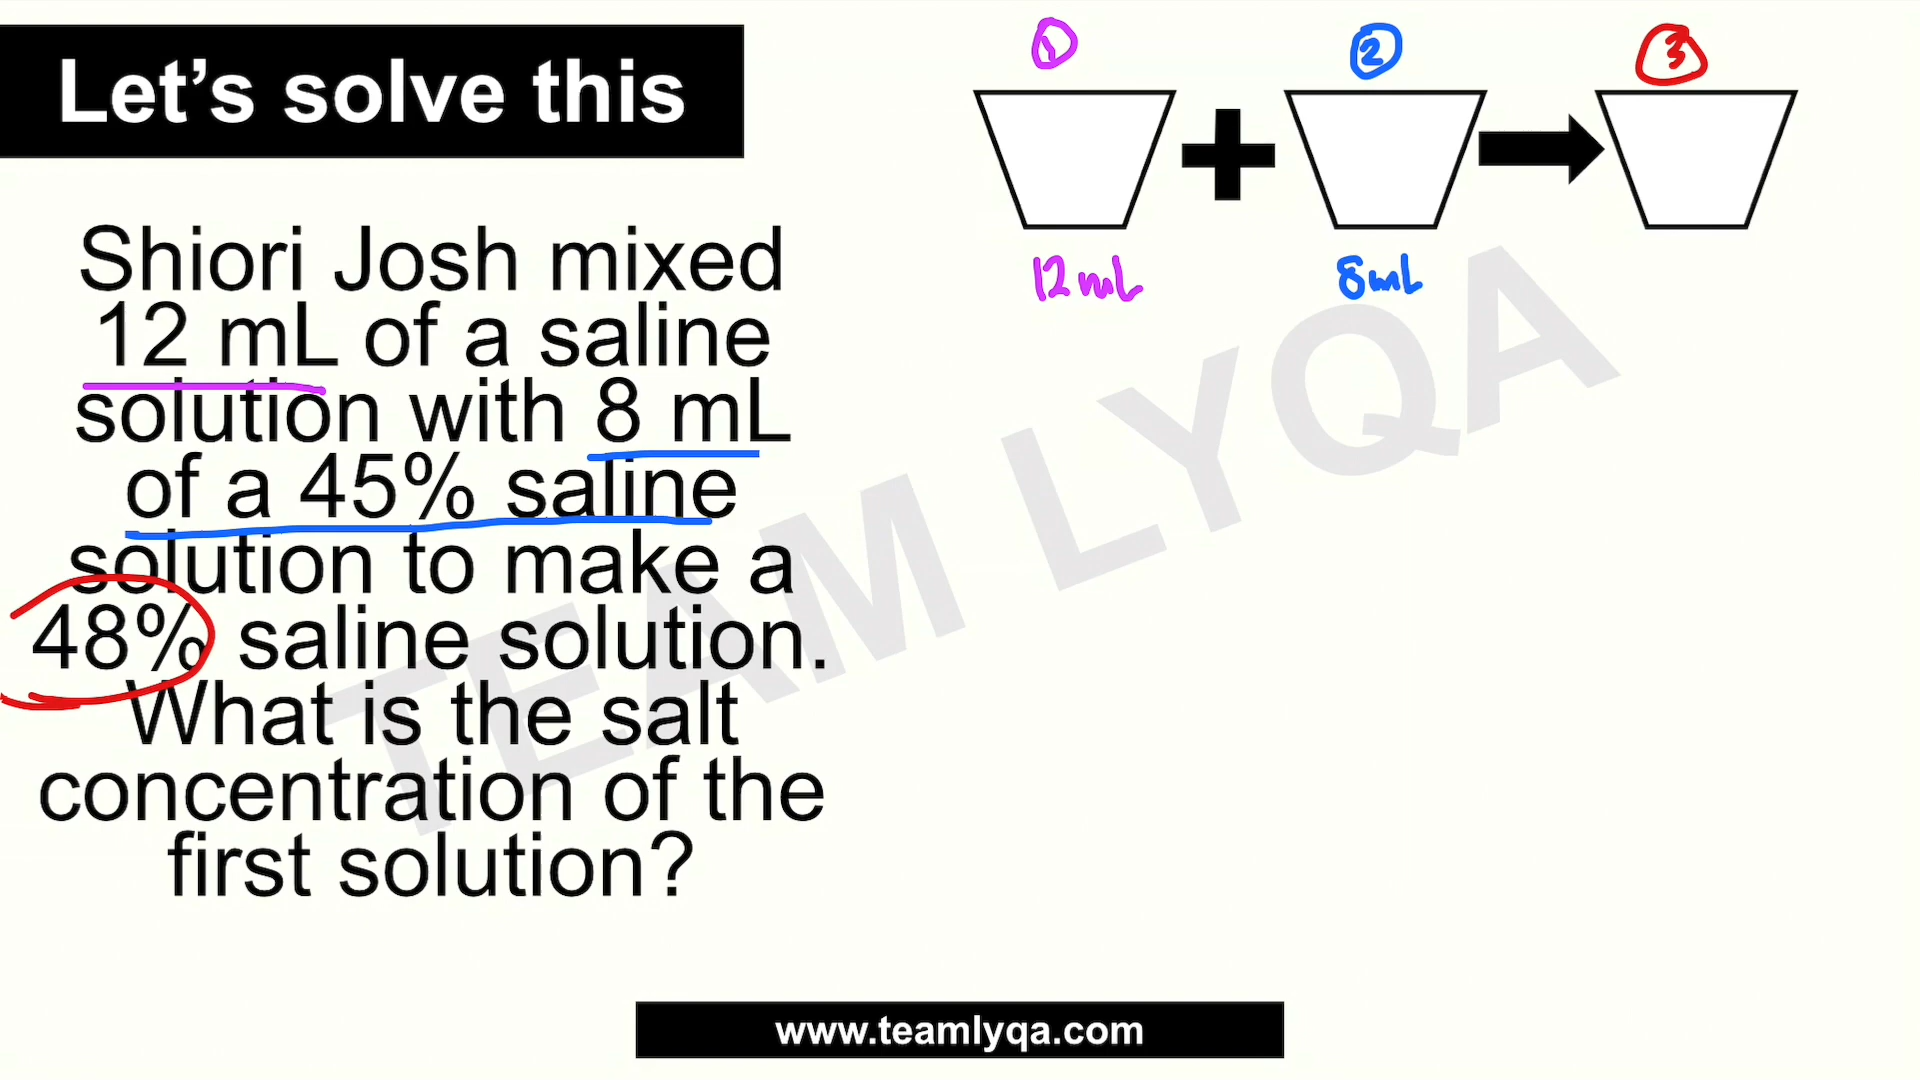 Let's solve this
① ② ③
12 mL 8 mL
Shiori Josh mixed
12 mL of a saline
solution with 8 mL
of a 45% saline
solution to make a
48% saline solution.
What is the salt
concentration of the
first solution?
TEAM LYQA
www.teamlyqa.com